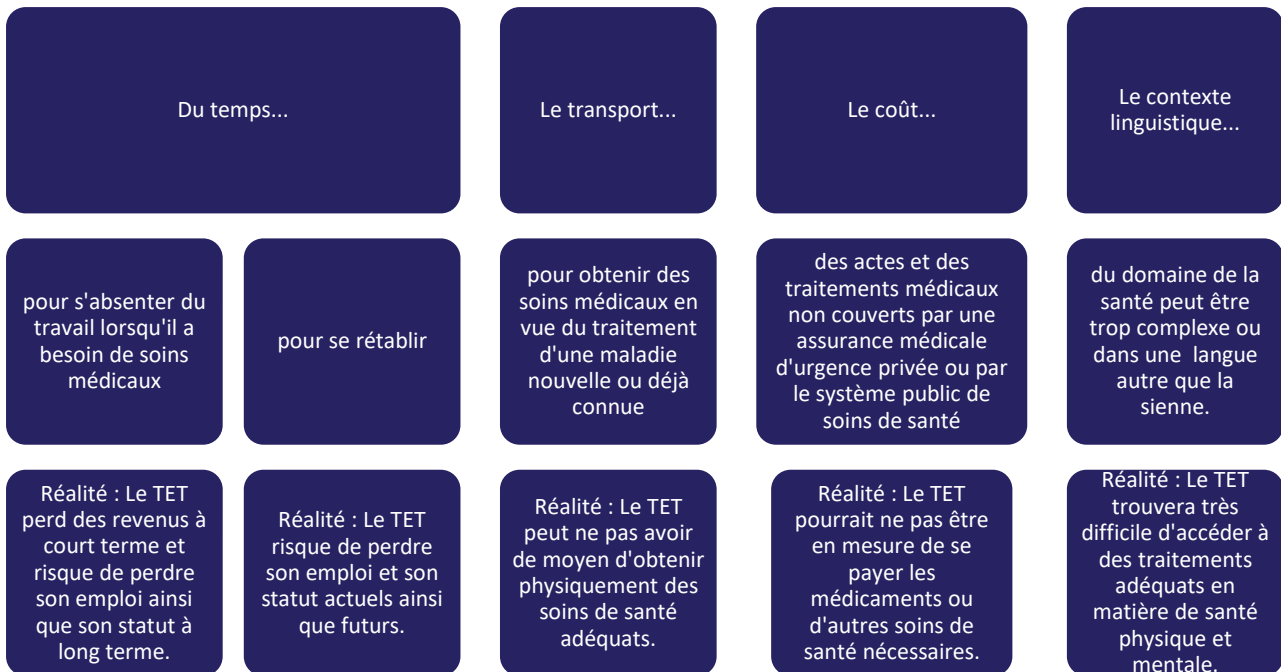 Du temps...
Le transport...
Le coût...
Le contexte
linguistique...
pour s'absenter du
travail lorsqu'il a
besoin de soins
médicaux
pour se rétablir
pour obtenir des
soins médicaux en
vue du traitement
d'une maladie
nouvelle ou déjà
connue
des actes et des
traitements médicaux
non couverts par une
assurance médicale
d'urgence privée ou par
le système public de
soins de santé
du domaine de la
santé peut être
trop complexe ou
dans une langue
autre que la
sienne.
Réalité : Le TET
perd des revenus à
court terme et
risque de perdre
son emploi ainsi
que son statut à
long terme.
Réalité : Le TET
risque de perdre
son emploi et son
statut actuels ainsi
que futurs.
Réalité : Le TET
peut ne pas avoir
de moyen d'obtenir
physiquement des
soins de santé
adéquats.
Réalité : Le TET
pourrait ne pas être
en mesure de se
payer les
médicaments ou
d'autres soins de
santé nécessaires.
Réalité : Le TET
trouvera très
difficile d'accéder à
des traitements
adéquats en
matière de santé
physique et
mentale.